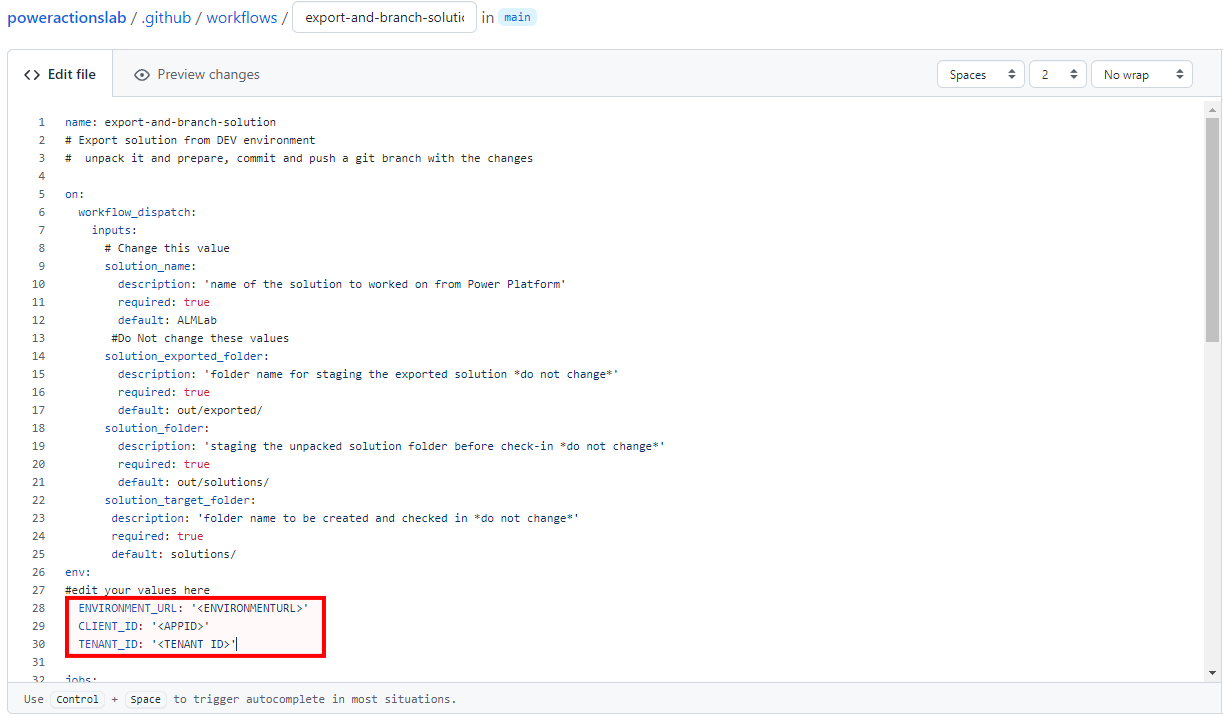 poweractionslab / .github / workflows / export-and-branch-solutic in main
Edit file Preview changes Spaces 2 No wrap
1 name: export-and-branch-solution
2 # Export solution from DEV environment
3 #  unpack it and prepare, commit and push a git branch with the changes
4
5 on:
6   workflow_dispatch:
7     inputs:
8       # Change this value
9       solution_name:
10         description: 'name of the solution to worked on from Power Platform'
11         required: true
12         default: ALMLab
13        #Do Not change these values
14       solution_exported_folder:
15         description: 'folder name for staging the exported solution *do not change*'
16         required: true
17         default: out/exported/
18       solution_folder:
19         description: 'staging the unpacked solution folder before check-in *do not change*'
20         required: true
21         default: out/solutions/
22       solution_target_folder:
23        description: 'folder name to be created and checked in *do not change*'
24        required: true
25        default: solutions/
26 env:
27 #edit your values here
28   ENVIRONMENT_URL: '<ENVIRONMENTURL>'
29   CLIENT_ID: '<APPID>'
30   TENANT_ID: '<TENANT ID>'
31
32 jobs:
Use Control + Space to trigger autocomplete in most situations.